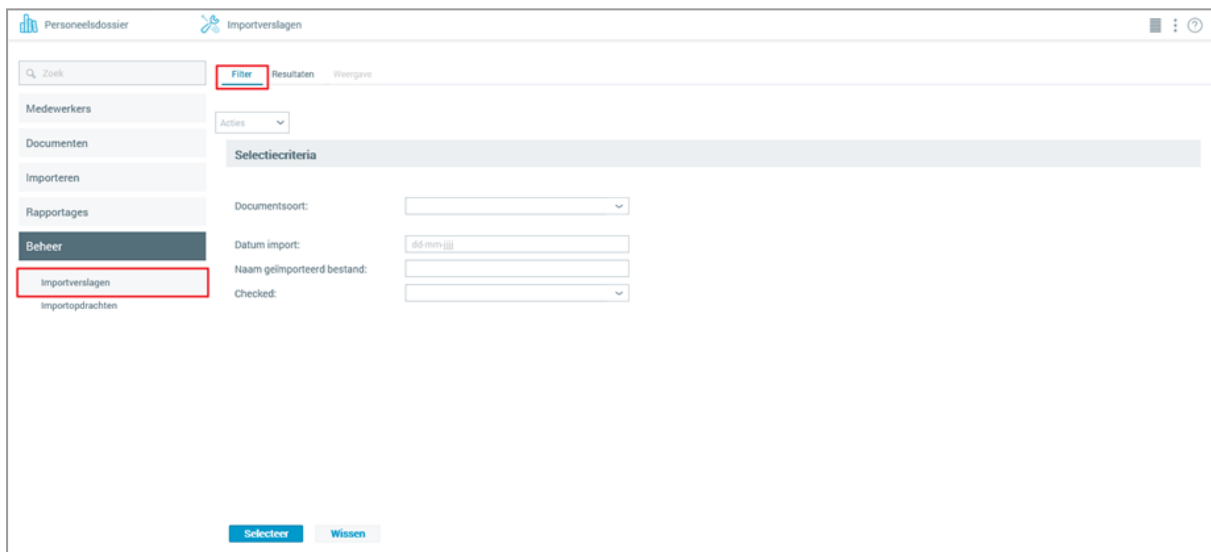 Personeelsdossier
Importverslagen
Zoek
Filter Resultaten Weergave
Medewerkers
Acties
Documenten
Selectiecriteria
Importeren
Rapportages
Documentsoort:
Beheer
Datum import: dd-mm-jjjj
Naam geïmporteerd bestand:
Importverslagen
Checked:
Importopdrachten
Selecteer Wissen